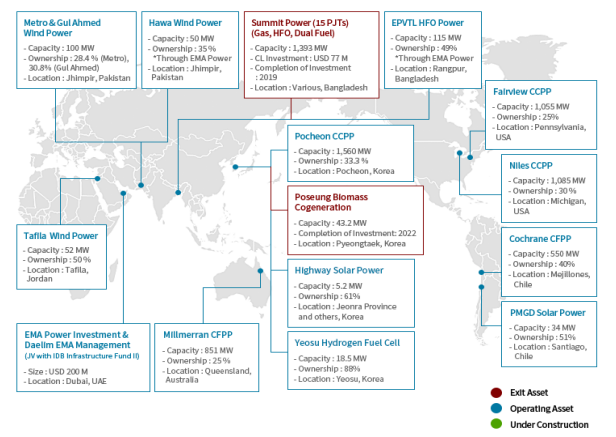 Metro & Gul Ahmed
Wind Power
- Capacity : 100 MW
- Ownership : 28.4 % (Metro),
30.8% (Gul Ahmed)
- Location : Jhimpir, Pakistan
Hawa Wind Power
- Capacity : 50 MW
- Ownership : 35 %
*Through EMA Power
- Location : Jhimpir,
Pakistan
Summit Power (15 PJTs)
(Gas, HFO, Dual Fuel)
- Capacity : 1,393 MW
- CL Investment : USD 77 M
- Completion of Investment
: 2019
- Location : Various, Bangladesh
EPVTL HFO Power
- Capacity : 115 MW
- Ownership : 49%
*Through EMA Power
- Location : Rangpur,
Bangladesh
Fairview CCPP
- Capacity : 1,055 MW
- Ownership : 25%
- Location : Pennsylvania,
USA
Pocheon CCPP
- Capacity : 1,560 MW
- Ownership : 33.3 %
- Location : Pocheon, Korea
Niles CCPP
- Capacity : 1,085 MW
- Ownership : 30 %
- Location : Michigan,
USA
Poseung Biomass
Cogeneration
- Capacity : 43.2 MW
- Completion of Investment : 2022
- Location : Pyeongtaek, Korea
Tafila Wind Power
- Capacity : 52 MW
- Ownership : 50 %
- Location : Tafila,
Jordan
Cochrane CFPP
- Capacity : 550 MW
- Ownership : 40%
- Location : Mejillones,
Chile
Highway Solar Power
- Capacity : 5.2 MW
- Ownership : 61%
- Location : Jeonra Province
and others, Korea
PMGD Solar Power
- Capacity : 34 MW
- Ownership : 51%
- Location : Santiago,
Chile
EMA Power Investment &
Daelim EMA Management
(JV with IDB Infrastructure Fund II)
- Size : USD 200 M
- Location : Dubai, UAE
Millmerran CFPP
- Capacity : 851 MW
- Ownership : 25 %
- Location : Queensland,
Australia
Yeosu Hydrogen Fuel Cell
- Capacity : 18.5 MW
- Ownership : 88%
- Location : Yeosu, Korea
Exit Asset
Operating Asset
Under Construction